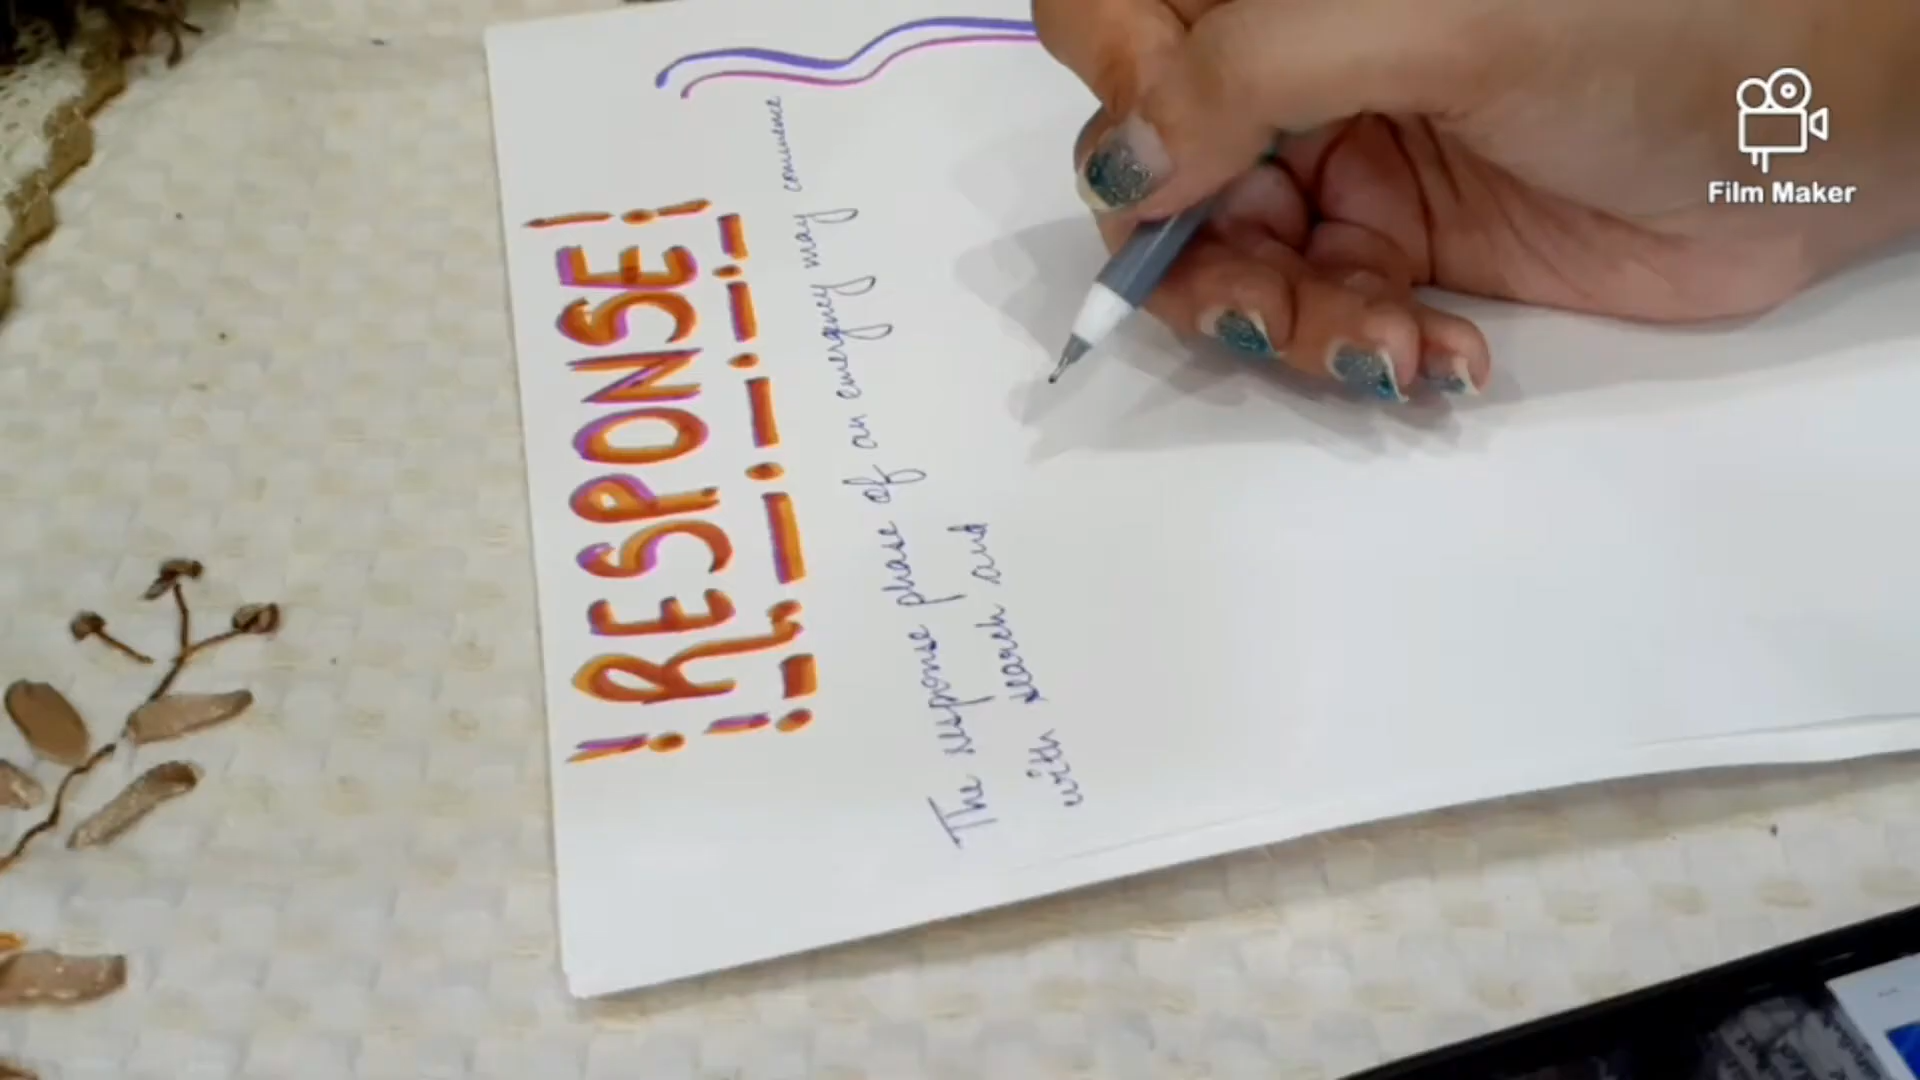 !RESPONSE!
The response phase of an emergency may commence
with search and
Film Maker